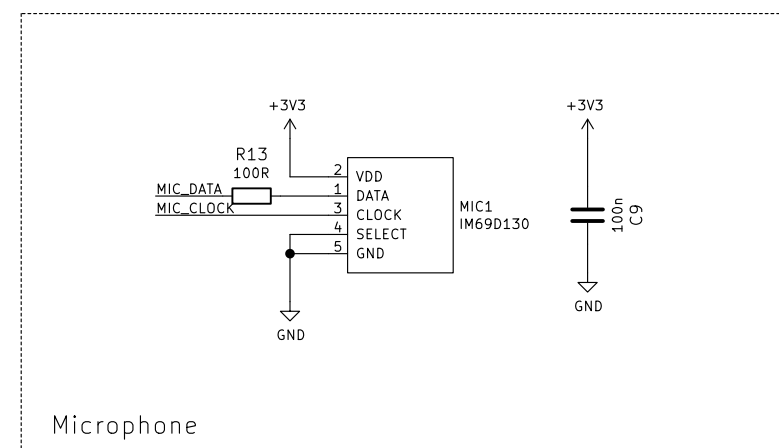 +3V3
+3V3
R13
100R
MIC_DATA
MIC_CLOCK
2 VDD
1 DATA
3 CLOCK
4 SELECT
5 GND
MIC1
IM69D130
100n
C9
GND
GND
Microphone